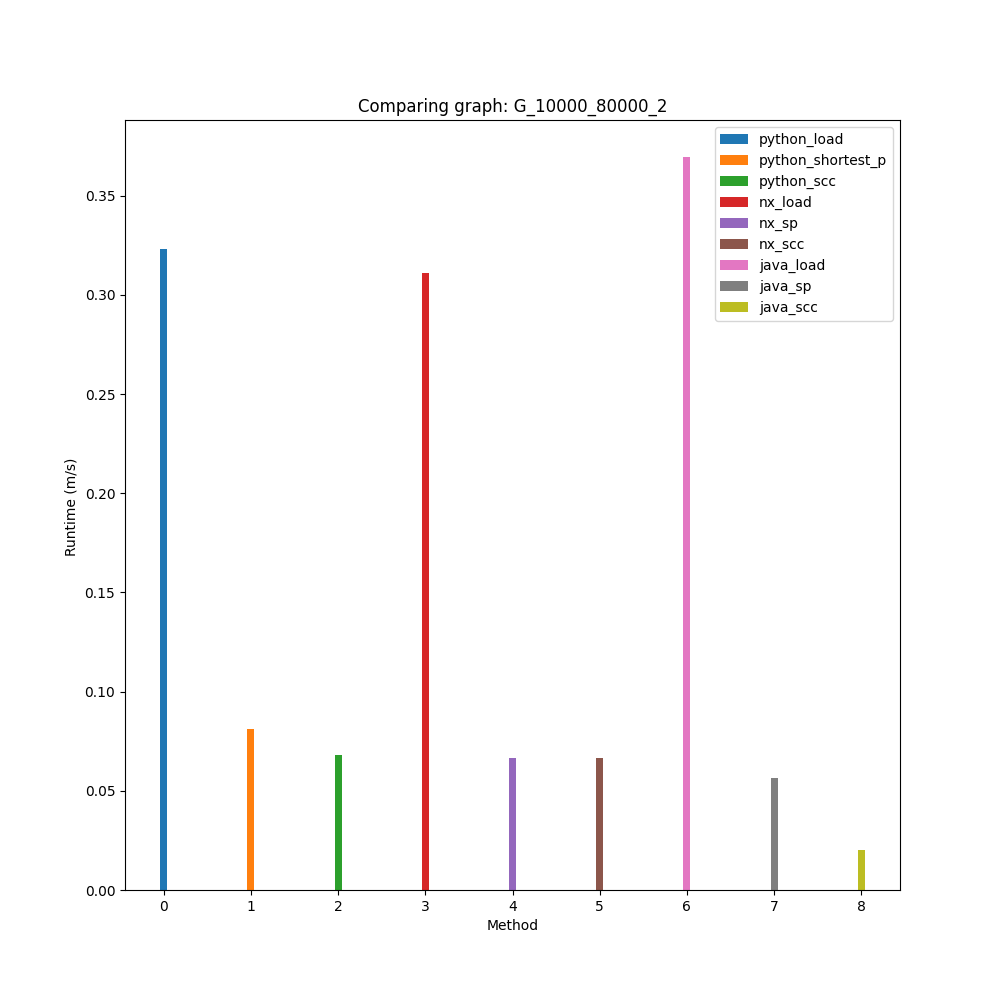 Comparing graph: G_10000_80000_2
python_load
python_shortest_p
python_scc
nx_load
nx_sp
nx_scc
java_load
java_sp
java_scc
0.35
0.30
0.25
0.20
0.15
0.10
0.05
0.00
Runtime (m/s)
0 1 2 3 4 5 6 7 8
Method